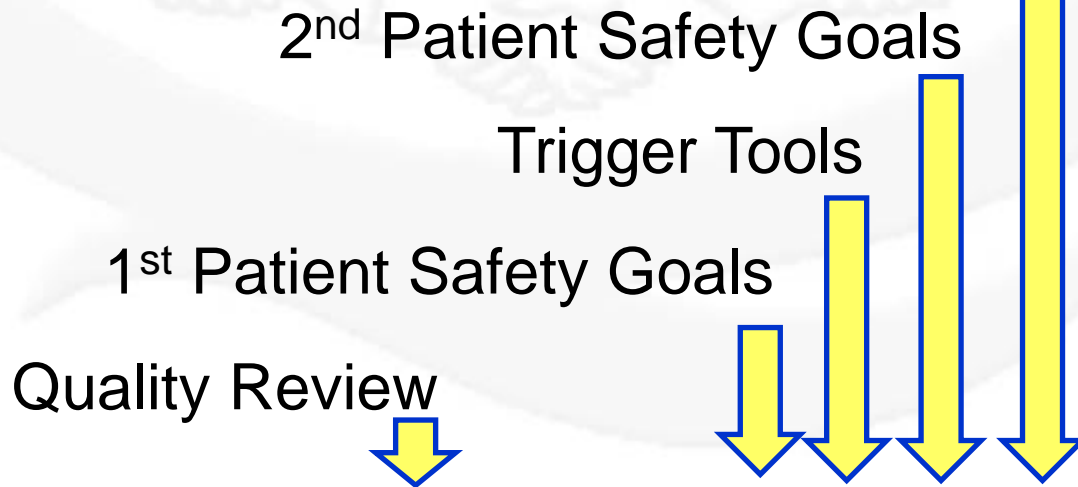 2nd Patient Safety Goals
Trigger Tools
1st Patient Safety Goals
Quality Review